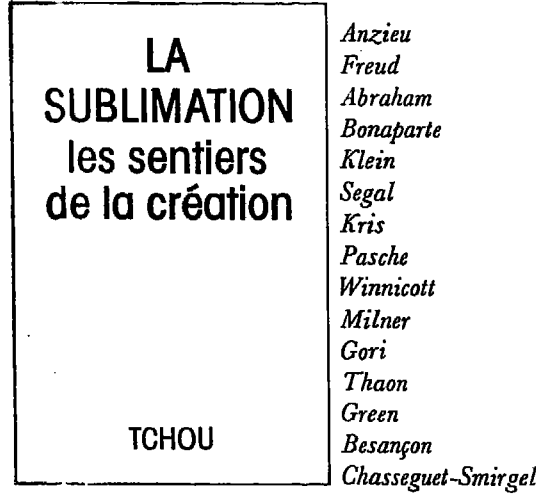 LA
SUBLIMATION
les sentiers
de la création
TCHOU
Anzieu
Freud
Abraham
Bonaparte
Klein
Segal
Kris
Pasche
Winnicott
Milner
Gori
Thaon
Green
Besançon
Chasseguet-Smirgel